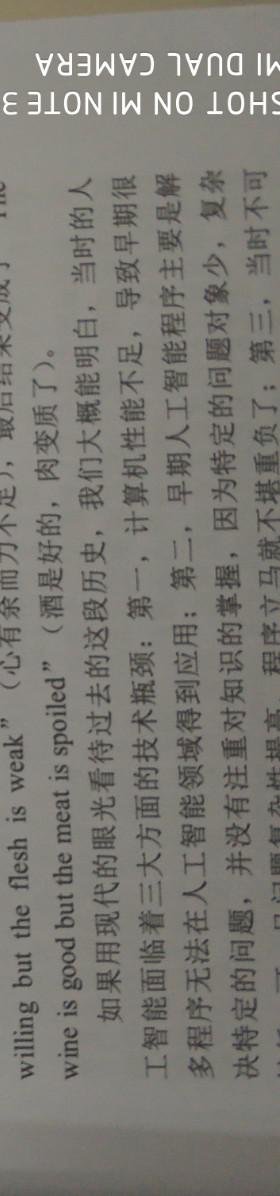 willing but the flesh is weak”（心有余而力不足），最后结果变成了
wine is good but the meat is spoiled”（酒是好的，肉变质了）。
如果用现代的眼光看待过去的这段历史，我们大概能明白，当时的人
工智能面临着三大方面的技术瓶颈：第一，计算机性能不足，导致早期很
多程序无法在人工智能领域得到应用；第二，早期人工智能程序主要是解
决特定的问题，并没有注重对知识的掌握，因为特定的问题对象少，复杂
问题复杂性提高，程序立马就不堪重负了；第三，当时不可
SHOT ON MI NOTE 3
MI DUAL CAMERA